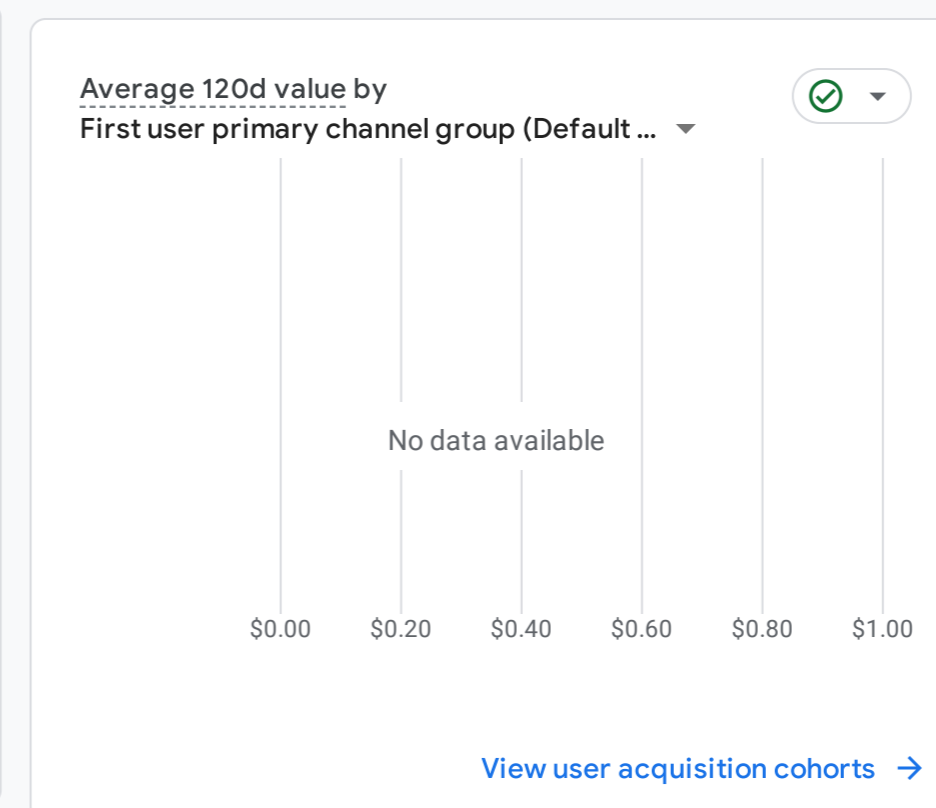 Average 120d value by
First user primary channel group (Default ...
No data available
$0.00 $0.20 $0.40 $0.60 $0.80 $1.00
View user acquisition cohorts